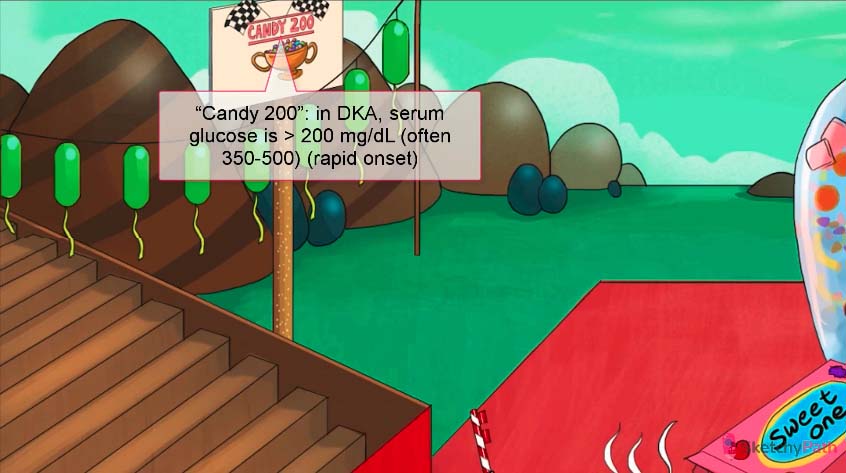 CANDY 200
“Candy 200”: in DKA, serum
glucose is > 200 mg/dL (often
350-500) (rapid onset)
Sweet
one
SketchyPath